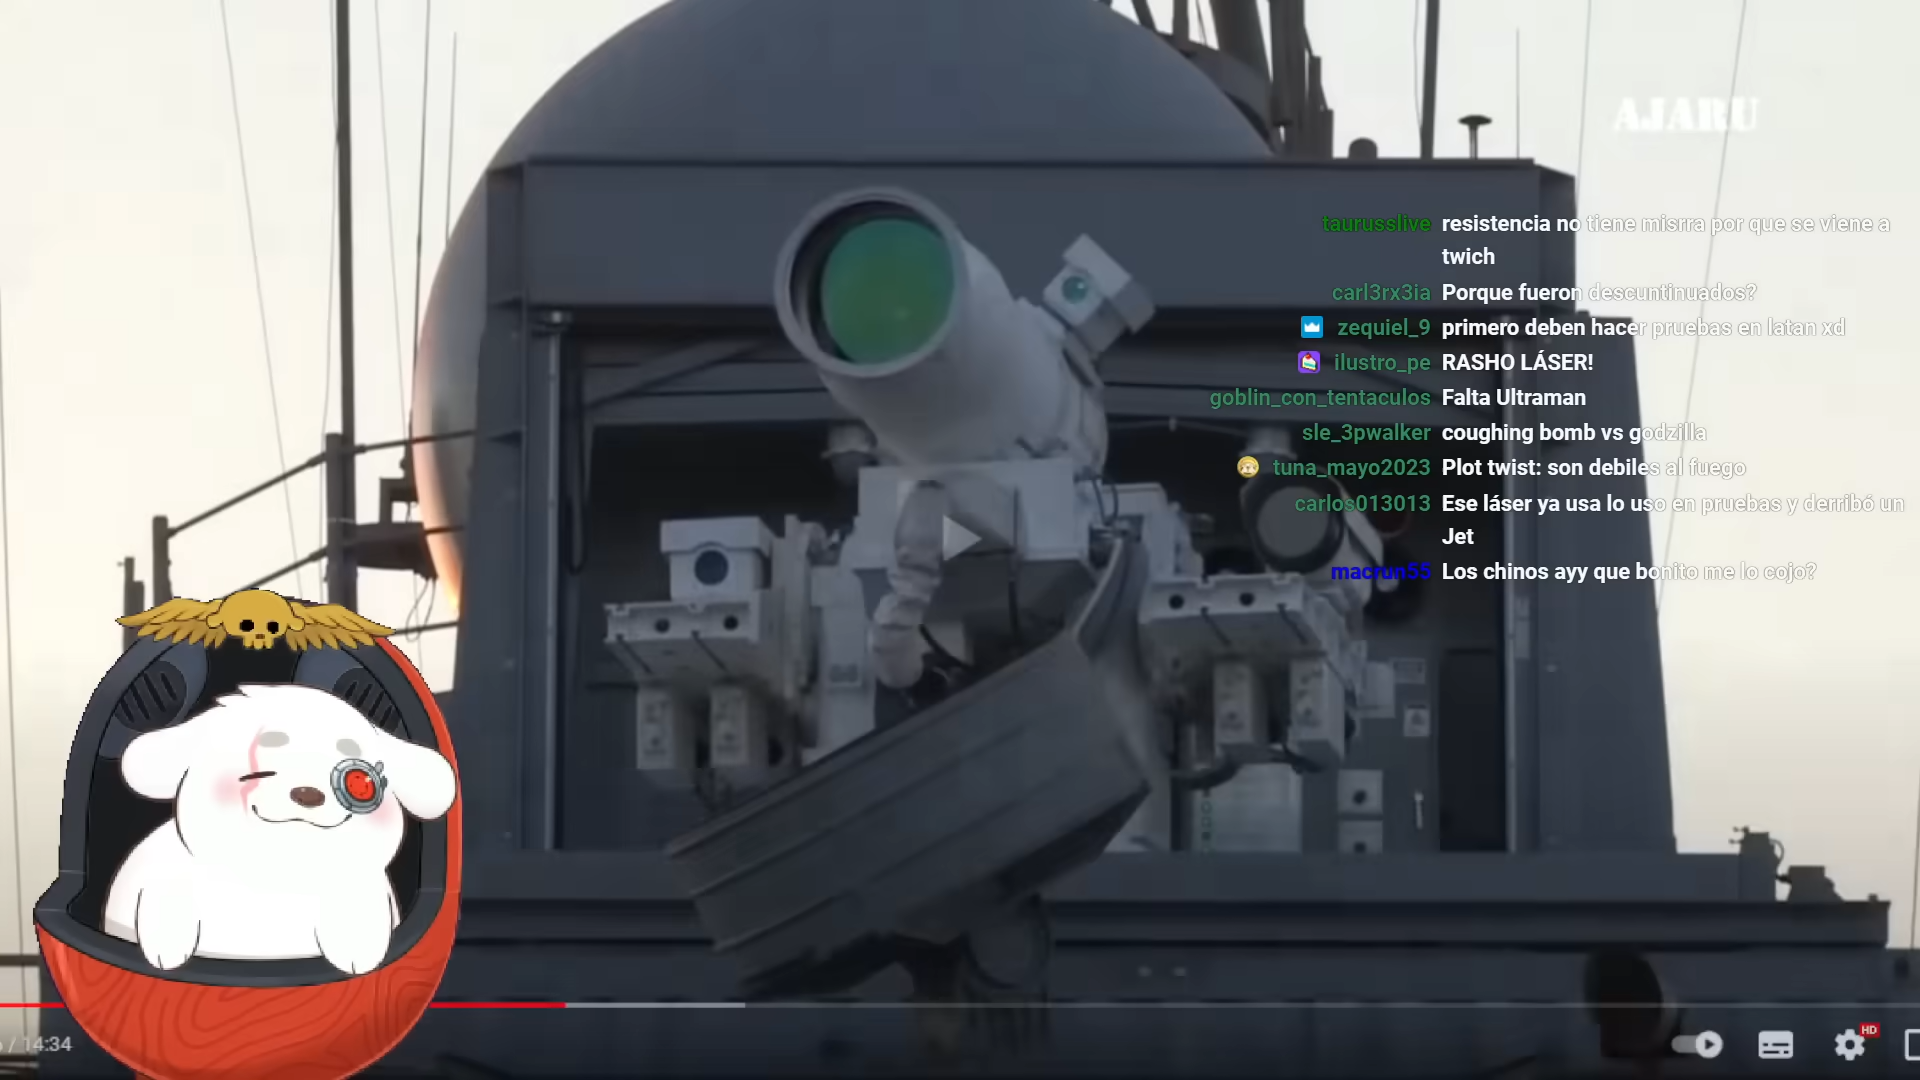 AJARU
taurusslive resistencia no tiene misrra por que se viene a
twich
carl3rx3ia Porque fueron descuntinuados?
zequiel_9 primero deben hacer pruebas en latan xd
ilustro_pe RASHO LÁSER!
goblin_con_tentaculos Falta Ultraman
sle_3pwalker coughing bomb vs godzilla
tuna_mayo2023 Plot twist: son debiles al fuego
carlos013013 Ese láser ya usa lo uso en pruebas y derribó un
Jet
macrun55 Los chinos ayy que bonito me lo cojo?
/ 14:34
HD